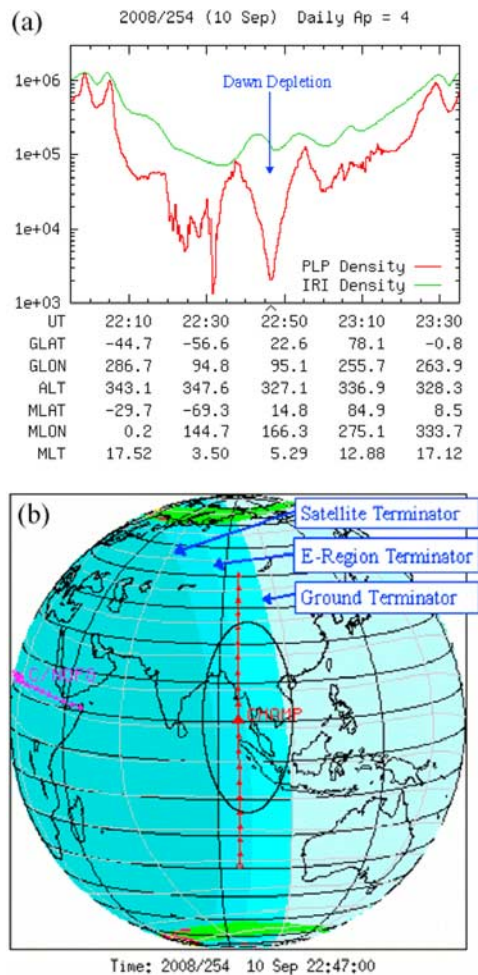 (a)
2008/254 (10 Sep) Daily Ap = 4
1e+06
Dawn Depletion
1e+05
1e+04
PLP Density
IRI Density
1e+03
UT 22:10 22:30 22:50 23:10 23:30
GLAT -44.7 -56.6 22.6 78.1 -0.8
GLON 286.7 94.8 95.1 255.7 263.9
ALT 343.1 347.6 327.1 336.9 328.3
MLAT -29.7 -69.3 14.8 84.9 8.5
MLON 0.2 144.7 166.3 275.1 333.7
MLT 17.52 3.50 5.29 12.88 17.12
(b)
Satellite Terminator
E-Region Terminator
Ground Terminator
CHAMP
Time: 2008/254 10 Sep 22:47:00